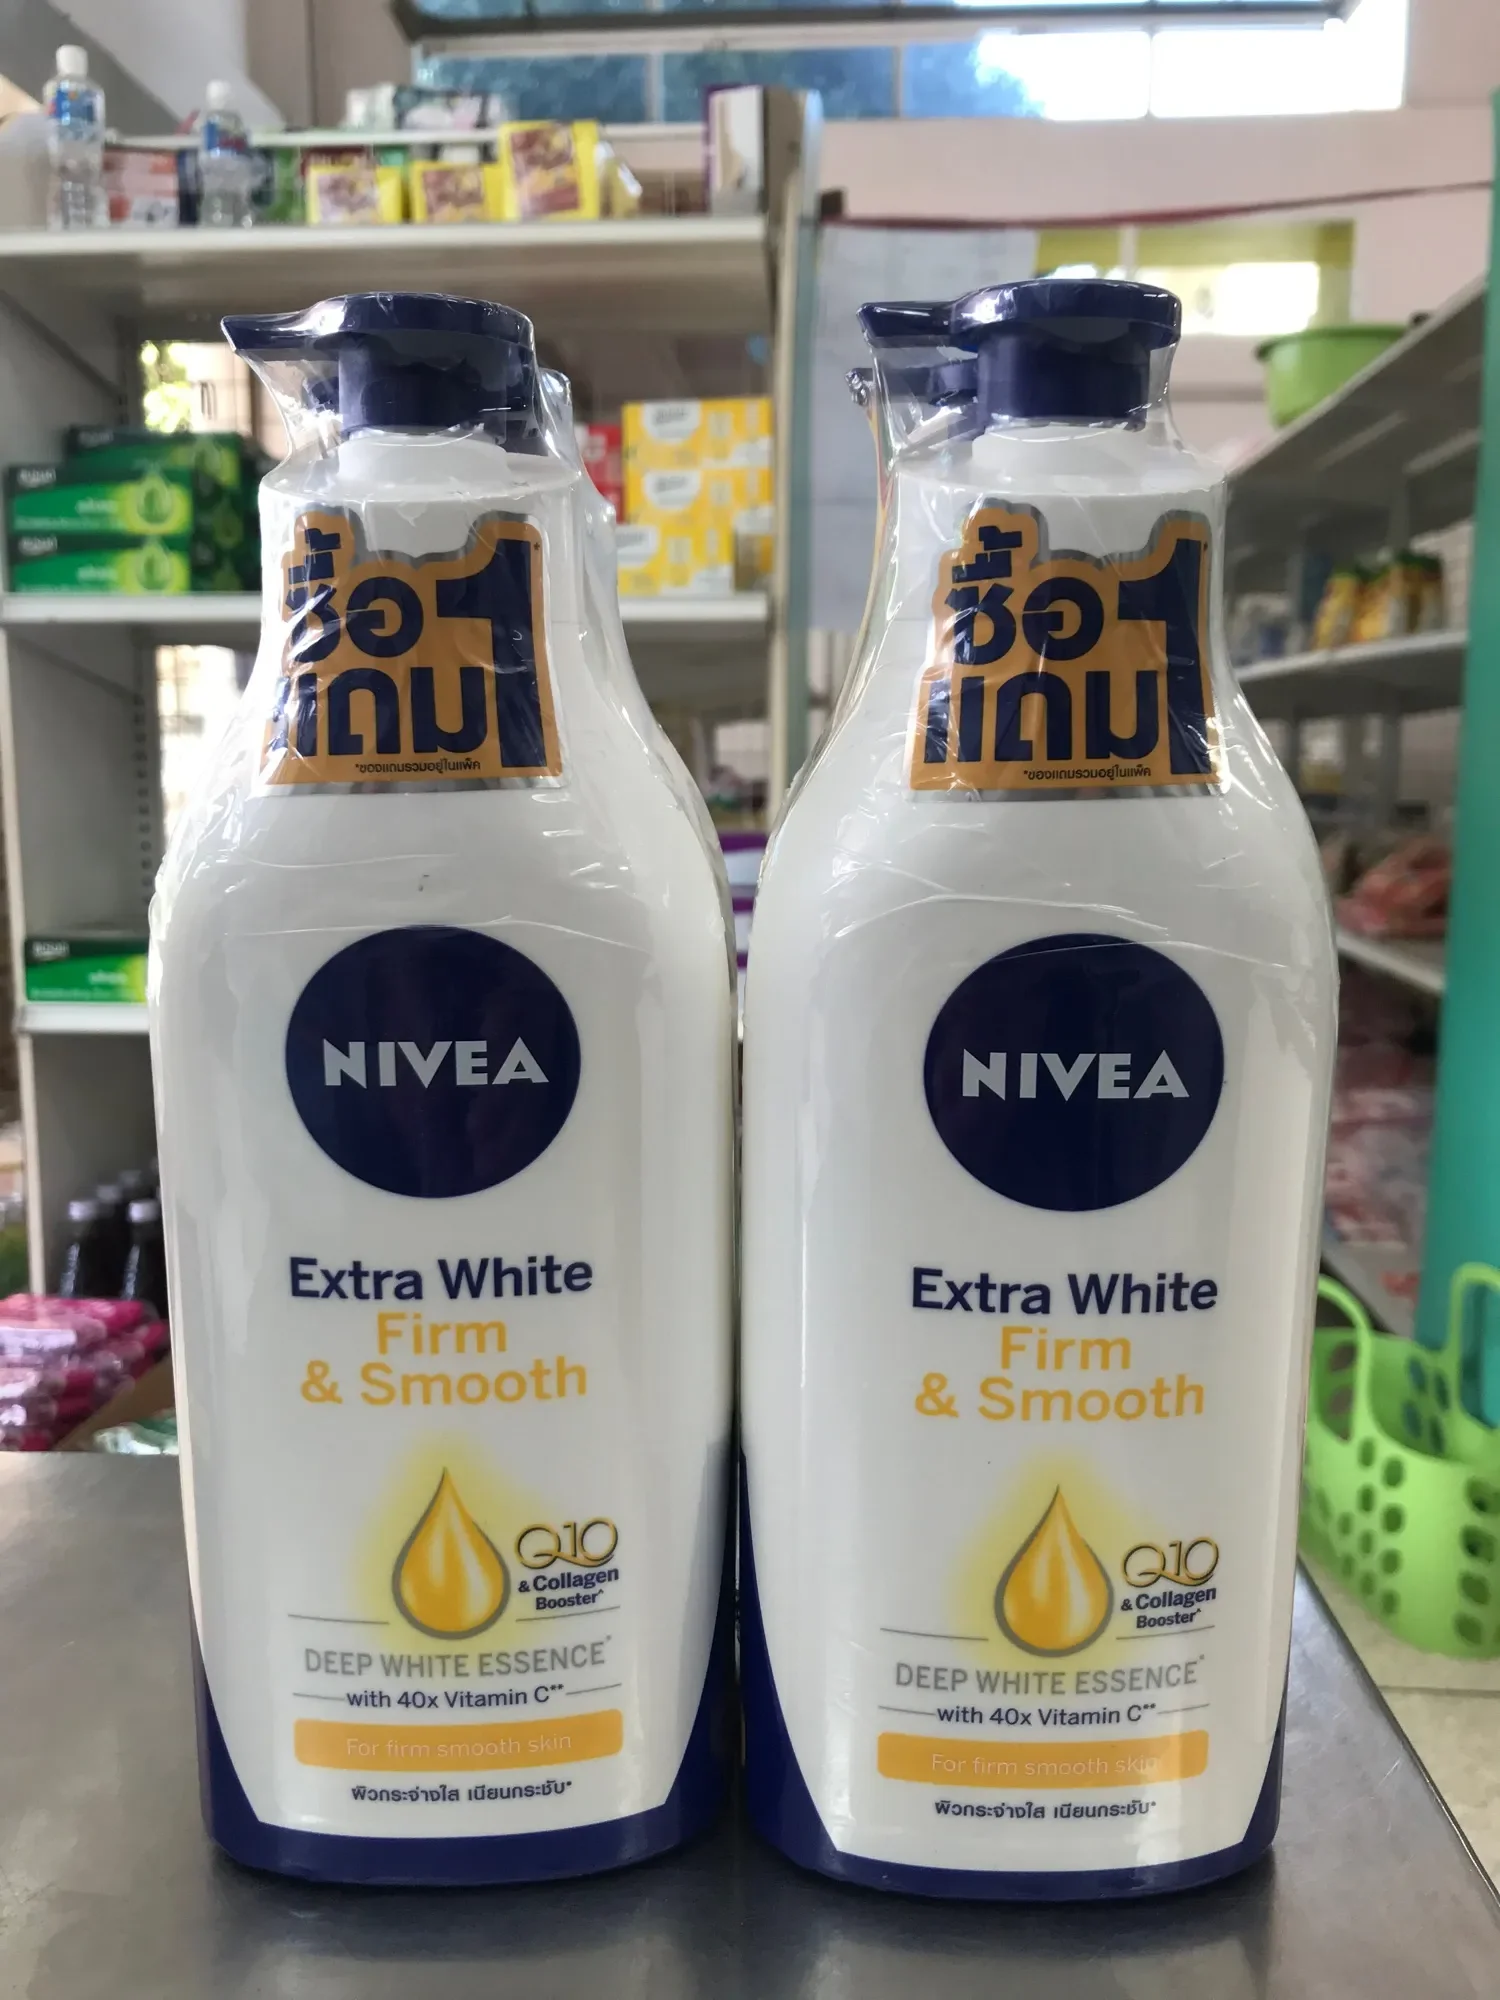 ซื้อ 1*
แถม
*ของแถมรวมอยู่ในแพ็ค
NIVEA
Extra White
Firm
& Smooth
Q10
& Collagen
Booster^
DEEP WHITE ESSENCE*
with 40x Vitamin C**
For firm smooth skin
ผิวกระจ่างใส เนียนกระชับ*
ซื้อ 1*
แถม
*ของแถมรวมอยู่ในแพ็ค
NIVEA
Extra White
Firm
& Smooth
Q10
& Collagen
Booster^
DEEP WHITE ESSENCE*
with 40x Vitamin C**
For firm smooth skin
ผิวกระจ่างใส เนียนกระชับ*